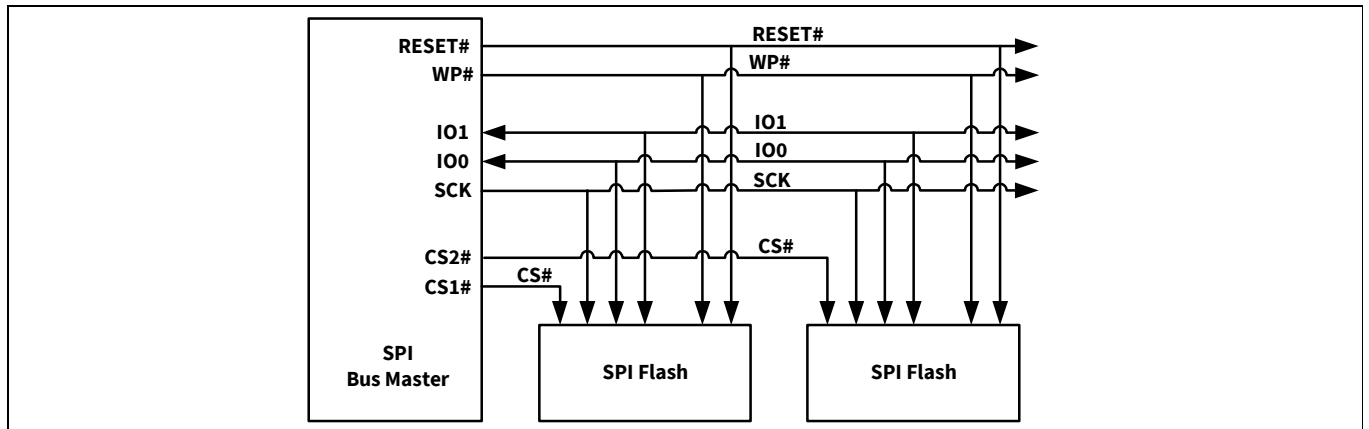 RESET#
RESET#
WP#
WP#
IO1
IO1
IO0
IO0
SCK
SCK
CS2#
CS#
CS1#
CS#
SPI
Bus Master
SPI Flash
SPI Flash